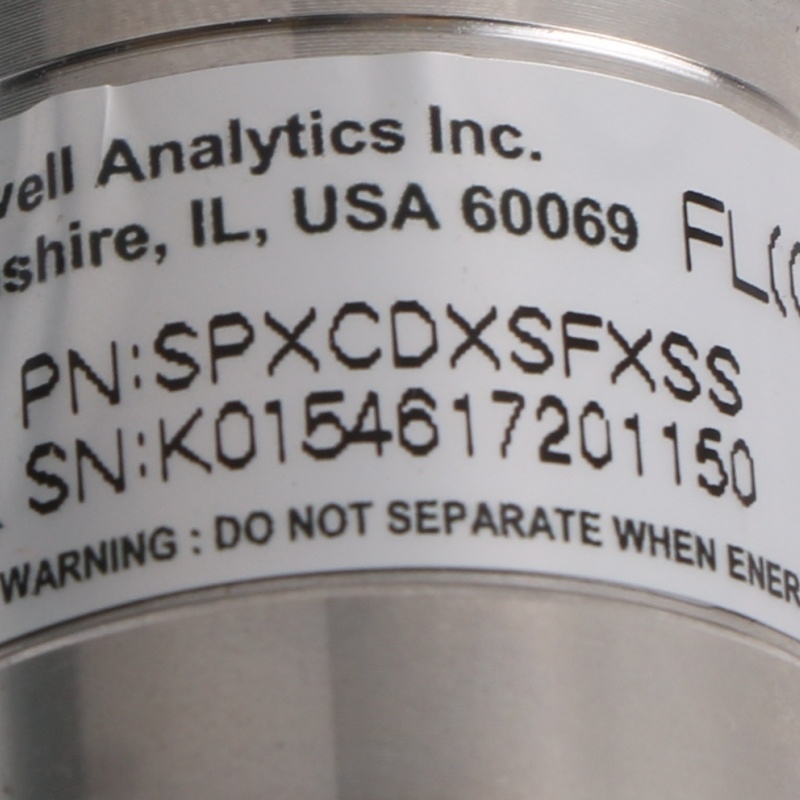 vell Analytics Inc.
shire, IL, USA 60069 FL(
PN:SPXCDXSFXSS
SN:K0154617201150
WARNING : DO NOT SEPARATE WHEN ENER